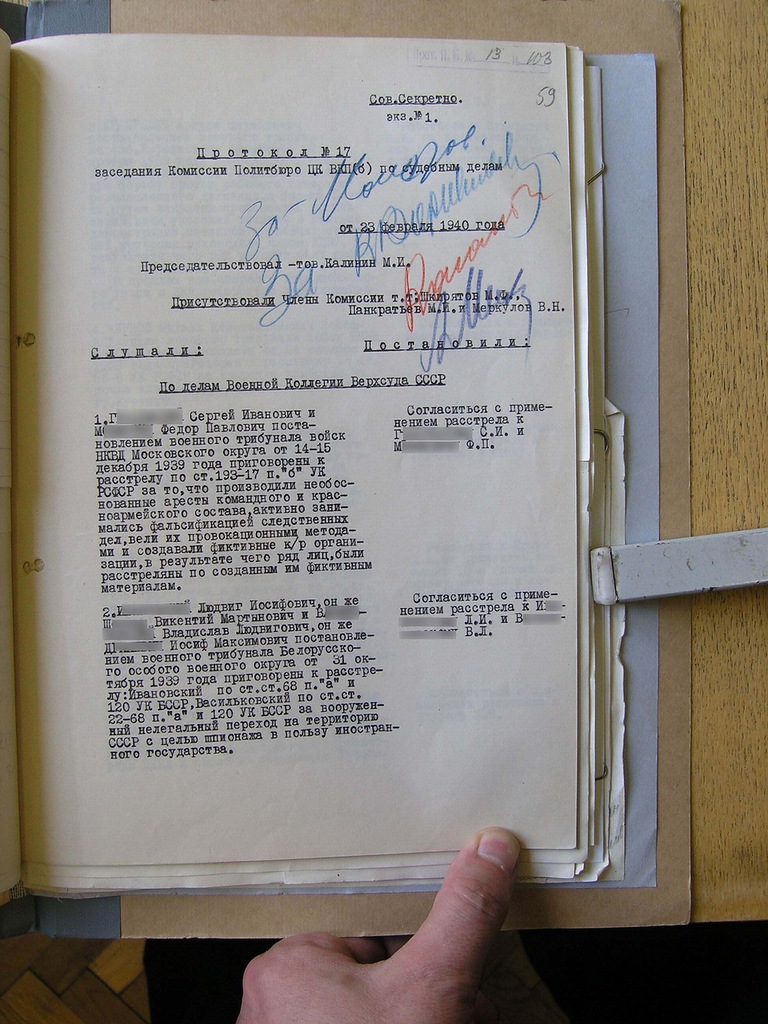 13 103
59
Сов.Секретно.
экз.№ 1.
Протокол № 17
заседания Комиссии Политбюро ЦК ВКП(б) по судебным делам
За
от 23 февраля 1940 года
За
Председательствовал -тов.Калинин М.И.
Присутствовали Члены Комиссии т.т:Шкирятов М.Ф.,
Панкратьев М.И.и Меркулов В.Н.
Слушали: Постановили:
По делам Военной Коллегии Верхсуда СССР
1.Г Сергей Иванович и
М Федор Павлович поста-
новлением военного трибунала войск
НКВД Московского округа от 14-15
декабря 1939 года приговорены к
расстрелу по ст.193-17 п."б" УК
РСФСР за то,что производили необос-
нованные аресты командного и крас-
ноармейского состава,активно зани-
мались фальсификацией следственных
дел,вели их провокационными метода-
ми и создавали фиктивные к/р органи-
зации,в результате чего ряд лиц,были
расстреляны по созданным им фиктивным
материалам.
Согласиться с приме-
нением расстрела к
Г С.И. и
М Ф.П.
2.И Людвиг Иосифович,он же
Ш Викентий Мартынович и В -
Владислав Людвигович,он же
Д Иосиф Максимович постановле-
нием военного трибунала Белорусско-
го особого военного округа от 31 ок-
тября 1939 года приговорены к расстре-
лу:Ивановский по ст.ст.68 п."а" и
120 УК БССР,Васильковский по ст.ст.
22-68 п."а" и 120 УК БССР за вооружен-
ный нелегальный переход на территорию
СССР с целью шпионажа в пользу иностран-
ного государства.
Согласиться с приме-
нением расстрела к И
Л.И. и В
В.Л.